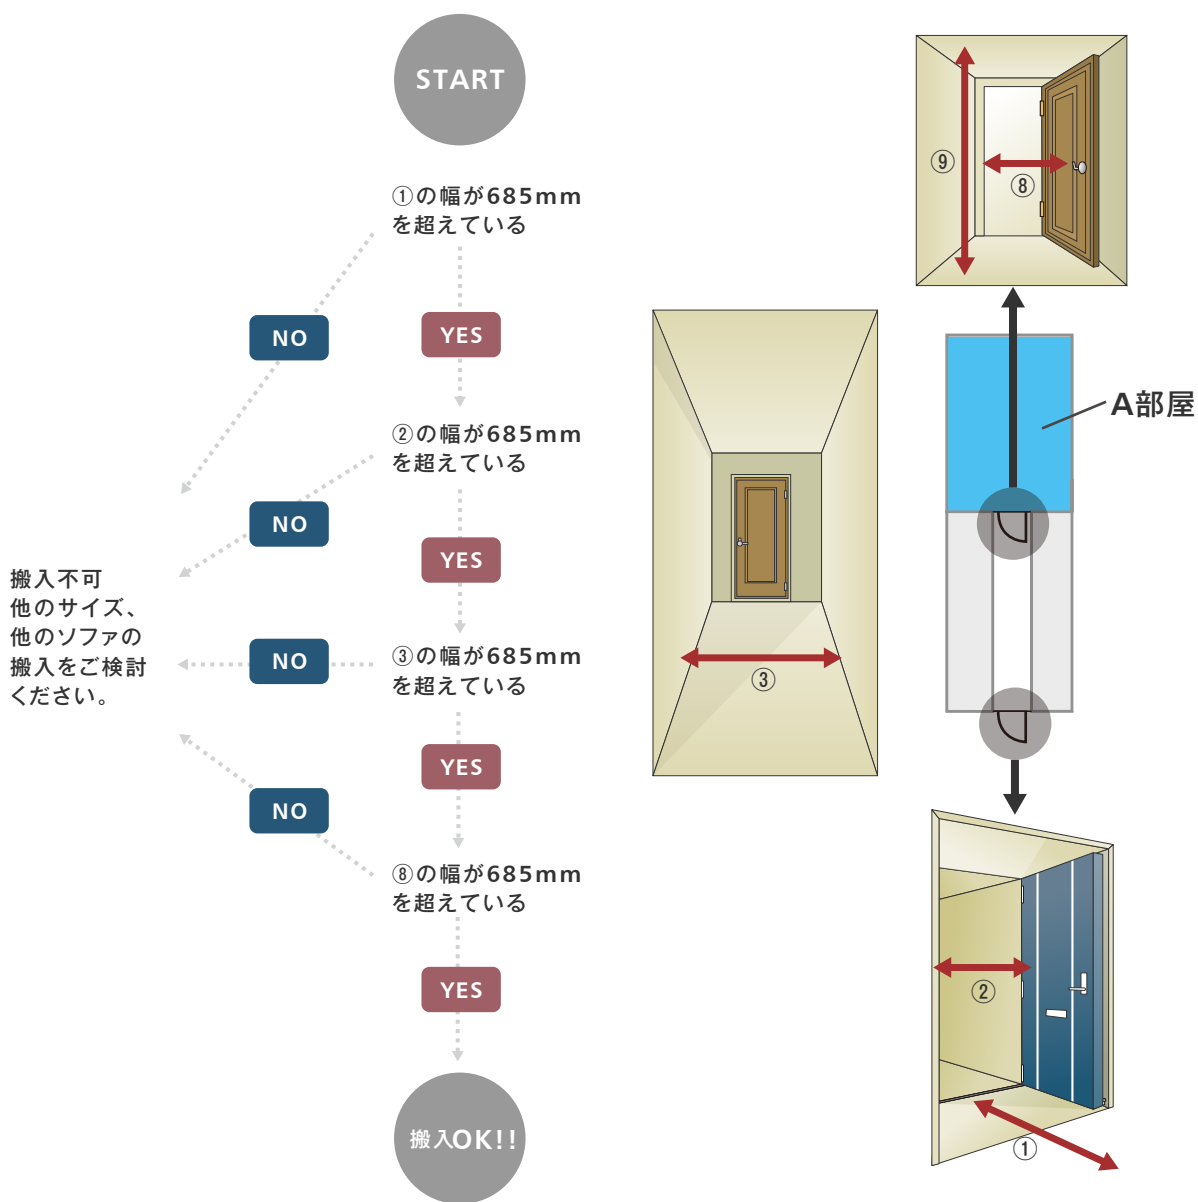 START
①の幅が685mm
を超えている
NO
YES
②の幅が685mm
を超えている
NO
YES
搬入不可
他のサイズ、
他のソファの
搬入をご検討
ください。
③の幅が685mm
を超えている
NO
YES
⑧の幅が685mm
を超えている
NO
YES
搬入OK!!
⑨
⑧
A部屋
③
②
①